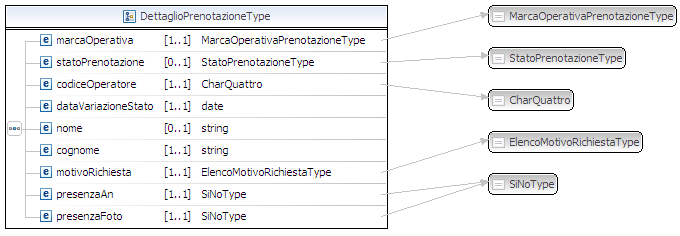 DettaglioPrenotazioneType
e marcaOperativa [1..1] MarcaOperativaPrenotazioneType
e statoPrenotazione [0..1] StatoPrenotazioneType
e codiceOperatore [1..1] CharQuattro
e dataVariazioneStato [1..1] date
e nome [0..1] string
e cognome [1..1] string
e motivoRichiesta [1..1] ElencoMotivoRichiestaType
e presenzaAn [1..1] SiNoType
e presenzaFoto [1..1] SiNoType
MarcaOperativaPrenotazioneType
StatoPrenotazioneType
CharQuattro
ElencoMotivoRichiestaType
SiNoType